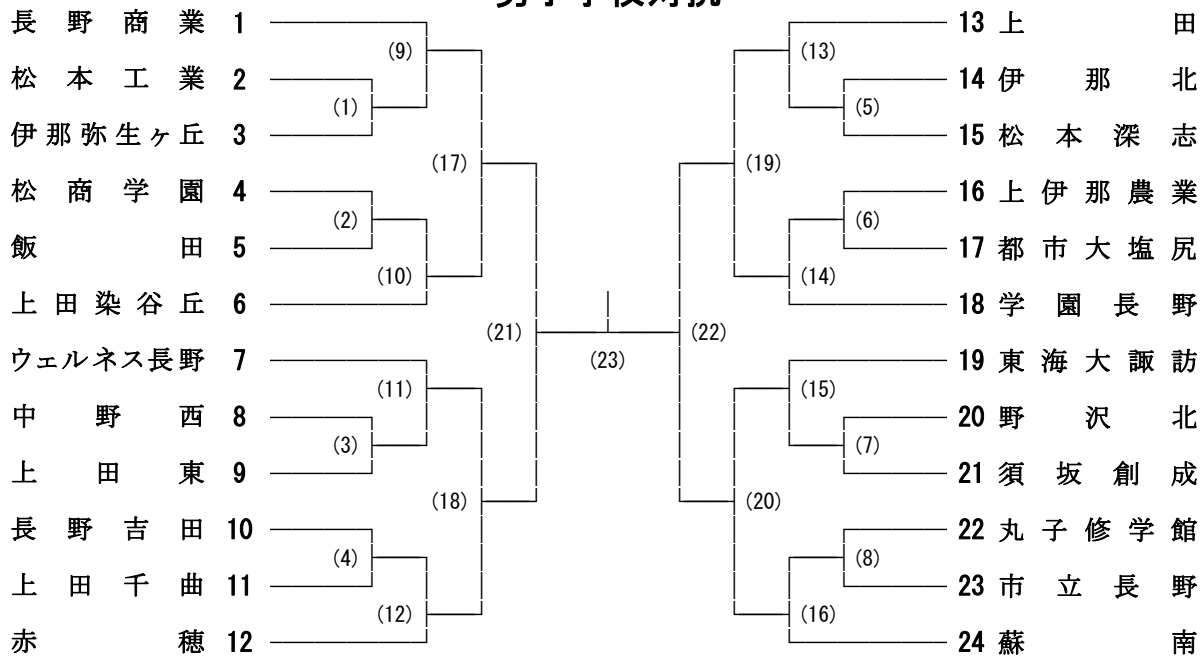 男子学校対抗
長野商業 1
松本工業 2
伊那弥生ヶ丘 3
松商学園 4
飯田 5
上田染谷丘 6
ウェルネス長野 7
中野西 8
上田東 9
長野吉田 10
上田千曲 11
赤穂 12
(1)
(2)
(3)
(4)
(9)
(10)
(11)
(12)
(17)
(18)
(21)
(23)
(22)
(19)
(20)
(13)
(14)
(15)
(16)
(5)
(6)
(7)
(8)
13 上田
14 伊那北
15 松本深志
16 上伊那農業
17 都市大塩尻
18 学園長野
19 東海大諏訪
20 野沢北
21 須坂創成
22 丸子修学館
23 市立長野
24 蘇南